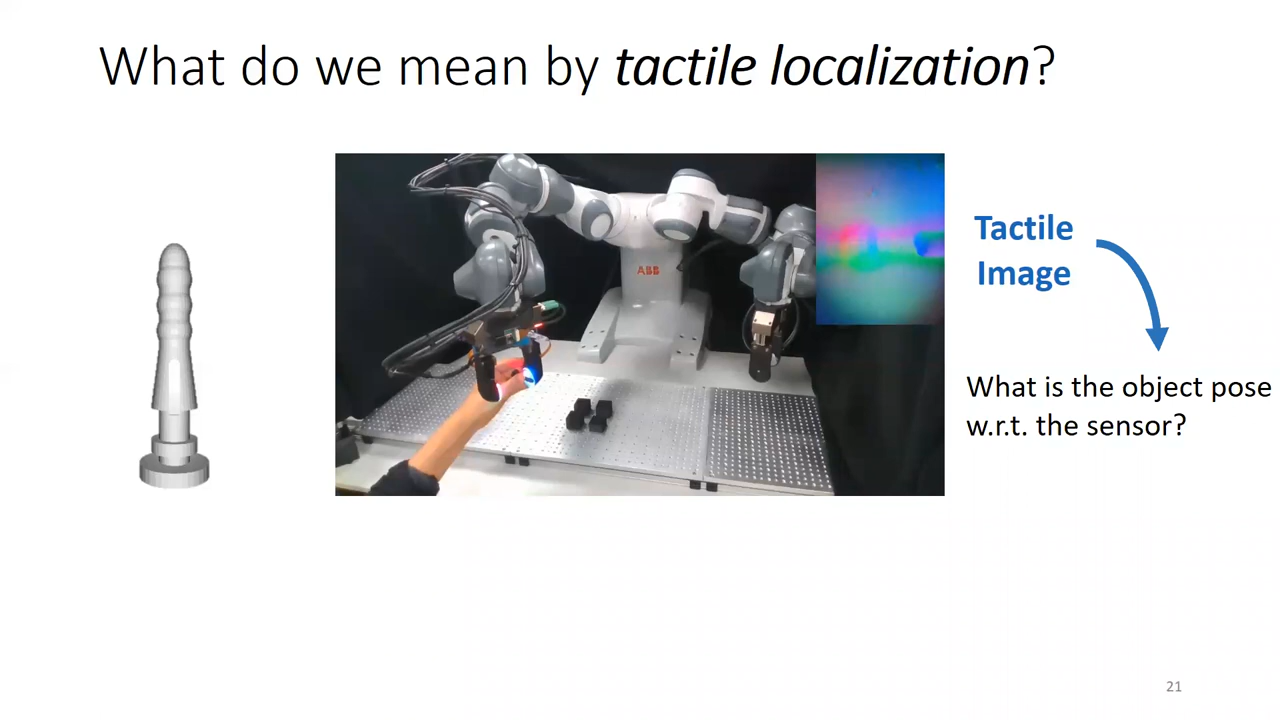 What do we mean by tactile localization?
ABB
Tactile
Image
What is the object pose
w.r.t. the sensor?
21